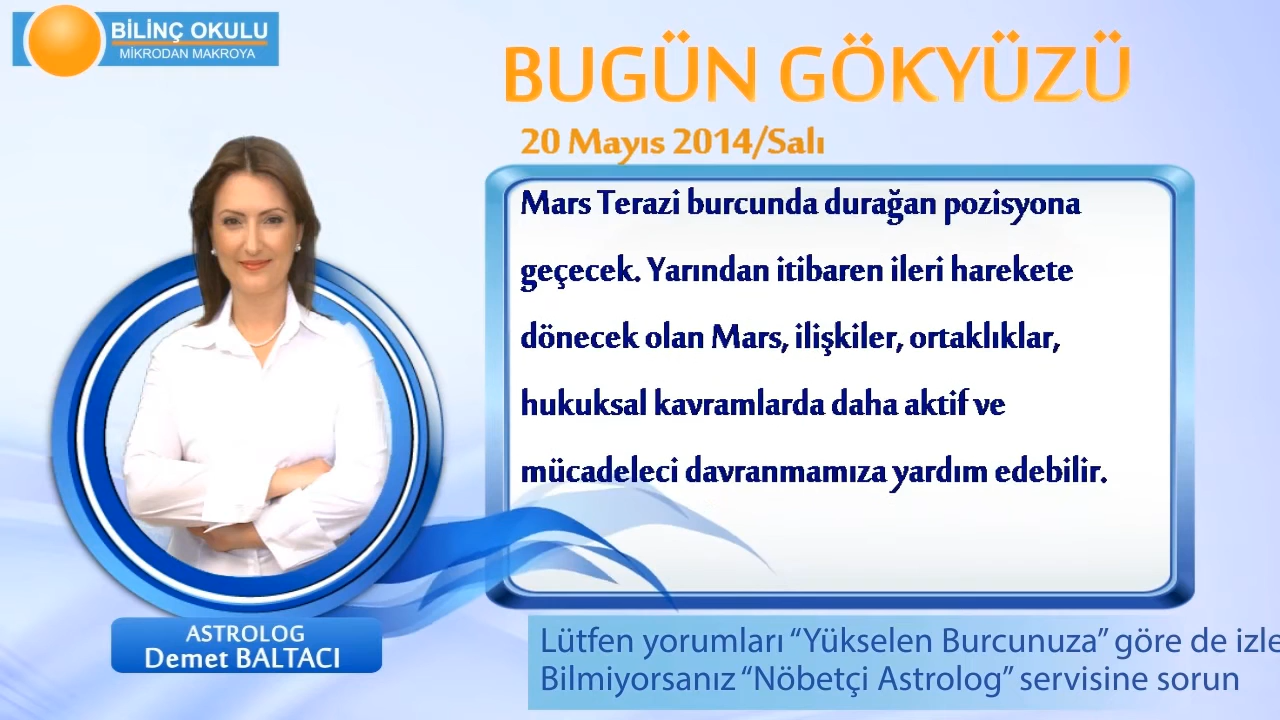 BİLİNÇ OKULU
MİKRODAN MAKROYA
BUGÜN GÖKYÜZÜ
20 Mayıs 2014/Salı
Mars Terazi burcunda durağan pozisyona
geçecek. Yarından itibaren ileri harekete
dönecek olan Mars, ilişkiler, ortaklıklar,
hukuksal kavramlarda daha aktif ve
mücadeleci davranmamıza yardım edebilir.
ASTROLOG
Demet BALTACI
Lütfen yorumları “Yükselen Burcunuza” göre de izle
Bilmiyorsanız “Nöbetçi Astrolog” servisine sorun